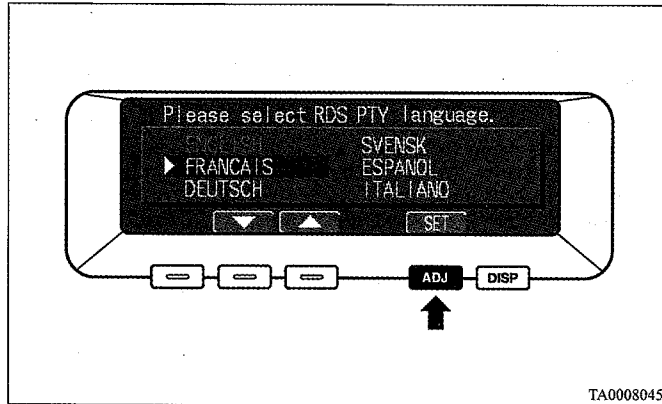 Please select RDS PTY language.
ENGLISH SVENSK
FRANCAIS ESPANOL
DEUTSCH ITALIANO
SET
ADJ DISP
TA0008045